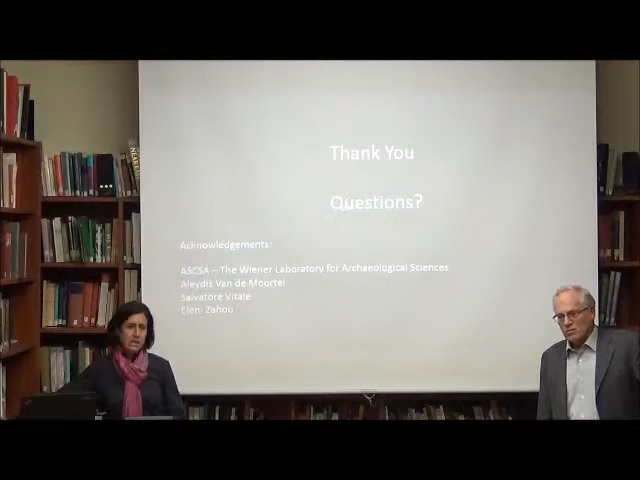 Thank You
Questions?
Acknowledgements:
ASCSA – The Wiener Laboratory for Archaeological Sciences
Aleydis Van de Moortel
Salvatore Vitale
Eleni Zahou